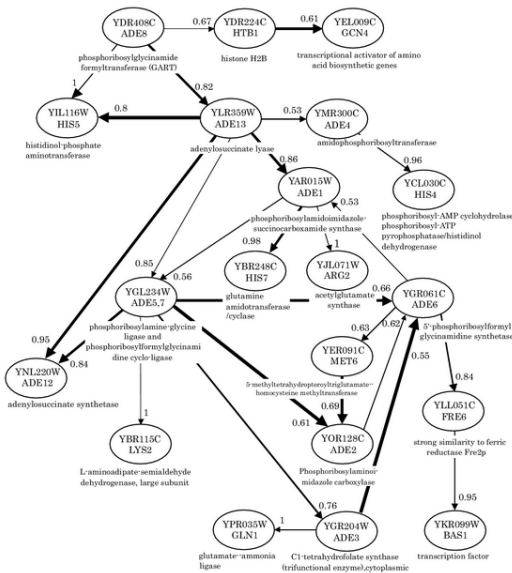 YDR408C
ADE8
0.67
YDR224C
HTB1
0.61
YEL009C
GCN4
phosphoribosylglycinamide
formyltransferase (GART)
histone H2B
transcriptional activator of amino
acid biosynthetic genes
1
0.82
YIL116W
HIS5
0.8
YLR359W
ADE13
0.53
YMR300C
ADE4
histidinol-phosphate
aminotransferase
adenylosuccinate lyase
amidophosphoribosyltransferase
0.86
0.96
YAR015W
ADE1
YCL030C
HIS4
0.53
phosphoribosylamidoimidazole-
succinocarboxamide synthase
phosphoribosyl-AMP cyclohydrolase
phosphoribosyl-ATP
pyrophosphatase/histidinol
dehydrogenase
0.98
1
0.85
0.56
YBR248C
HIS7
YJL071W
ARG2
YGL234W
ADE5,7
glutamine
amidotransferase
/cyclase
acetylglutamate
synthase
0.66
YGR061C
ADE6
phosphoribosylamine-glycine
ligase and
phosphoribosylformylglycinami
dine cyclo-ligase
0.63
0.62
5'-phosphoribosylformyl
glycinamidine synthetase
0.95
0.84
YER091C
MET6
0.55
YNL220W
ADE12
0.84
5-methyltetrahydropteroyltriglutamate--
homocysteine methyltransferase
adenylosuccinate synthetase
0.69
0.61
YLL051C
FRE6
1
YOR128C
ADE2
YBR115C
LYS2
strong similarity to ferric
reductase Fre2p
Phosphoribosylaminoi
midazole carboxylase
L-aminoadipate-semialdehyde
dehydrogenase, large subunit
0.76
0.95
YPR035W
GLN1
1
YGR204W
ADE3
YKR099W
BAS1
glutamate--ammonia
ligase
C1-tetrahydrofolate synthase
(trifunctional enzyme),cytoplasmic
transcription factor